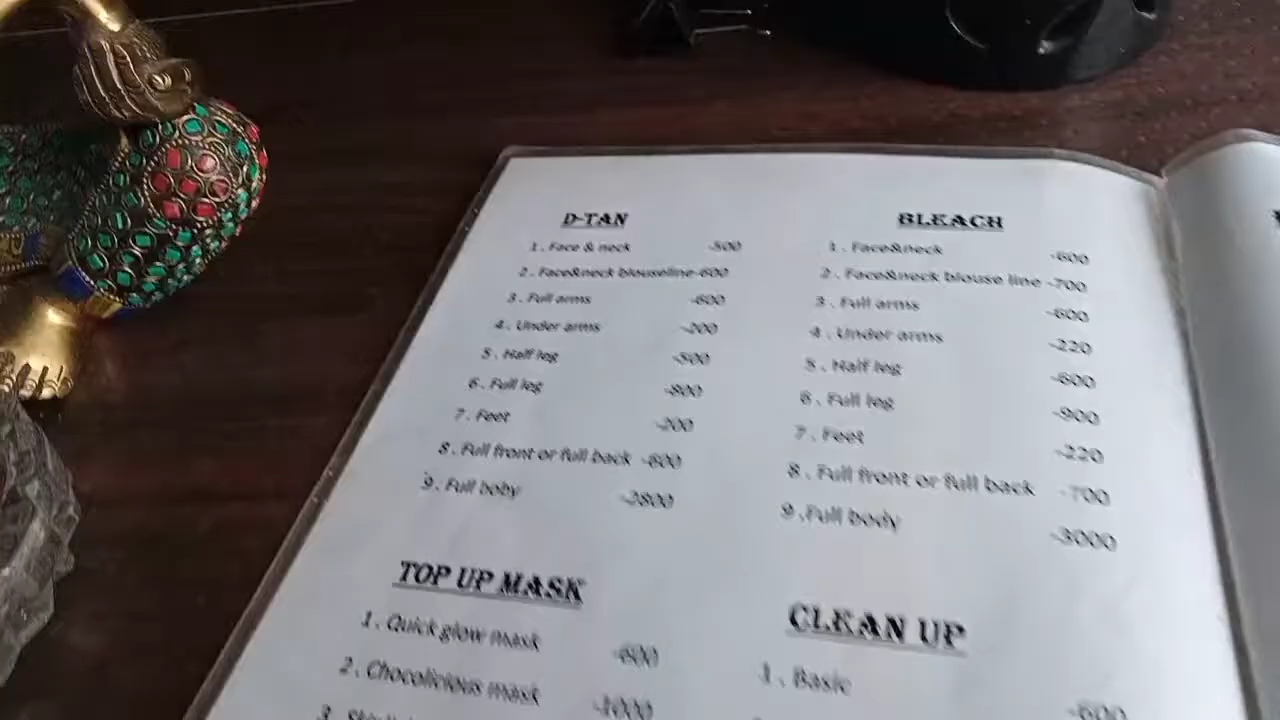 D-TAN
1 . Face & neck -500
2 . Face&neck blouseline-600
3 . Full arms -600
4 . Under arms -200
5 . Half leg -500
6 . Full leg -800
7 . Feet -200
8 . Full front or full back -600
9 . Full boby -2800
TOP UP MASK
1 . Quick glow mask -600
2 . Chocolicious mask -1000
3 .
BLEACH
1 . Face&neck -600
2 . Face&neck blouse line -700
3 . Full arms -600
4 . Under arms -220
5 . Half leg -600
6 . Full leg -900
7 . Feet -220
8 . Full front or full back -700
9 .Full body -3000
CLEAN UP
1 . Basic -600